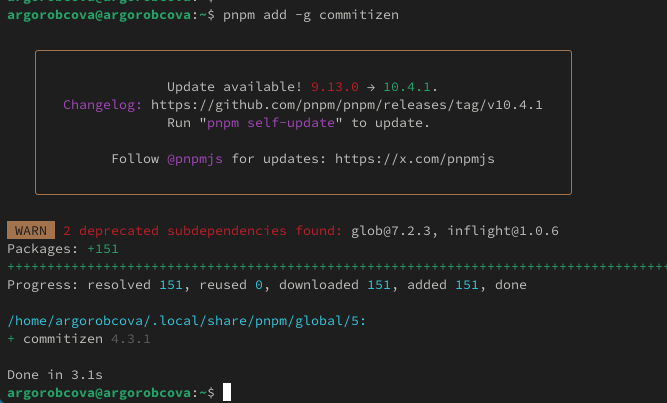 argorobcova@argorobcova:~$ pnpm add -g commitizen
Update available! 9.13.0 → 10.4.1.
Changelog: https://github.com/pnpm/pnpm/releases/tag/v10.4.1
Run "pnpm self-update" to update.
Follow @pnpmjs for updates: https://x.com/pnpmjs
WARN 2 deprecated subdependencies found: glob@7.2.3, inflight@1.0.6
Packages: +151
+++++++++++++++++++++++++++++++++++++++++++++++++++++++++++++++++++++++++++++++++++
Progress: resolved 151, reused 0, downloaded 151, added 151, done
/home/argorobcova/.local/share/pnpm/global/5:
+ commitizen 4.3.1
Done in 3.1s
argorobcova@argorobcova:~$